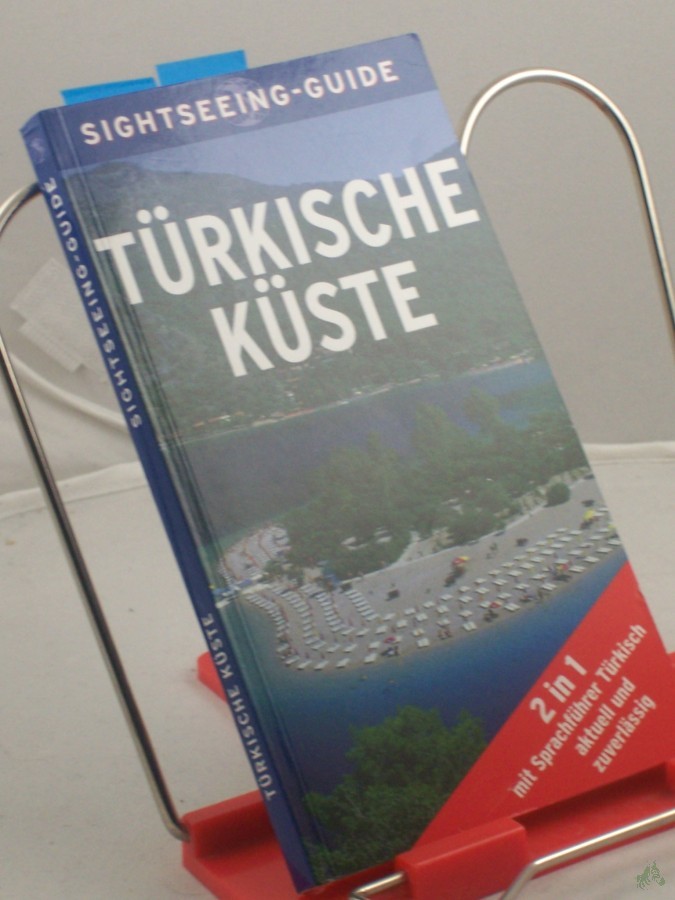 SIGHTSEEING-GUIDE
TÜRKISCHE
KÜSTE
2 in 1
mit Sprachführer Türkisch
aktuell und
zuverlässig
SIGHTSEEING-GUIDE
TÜRKISCHE KÜSTE